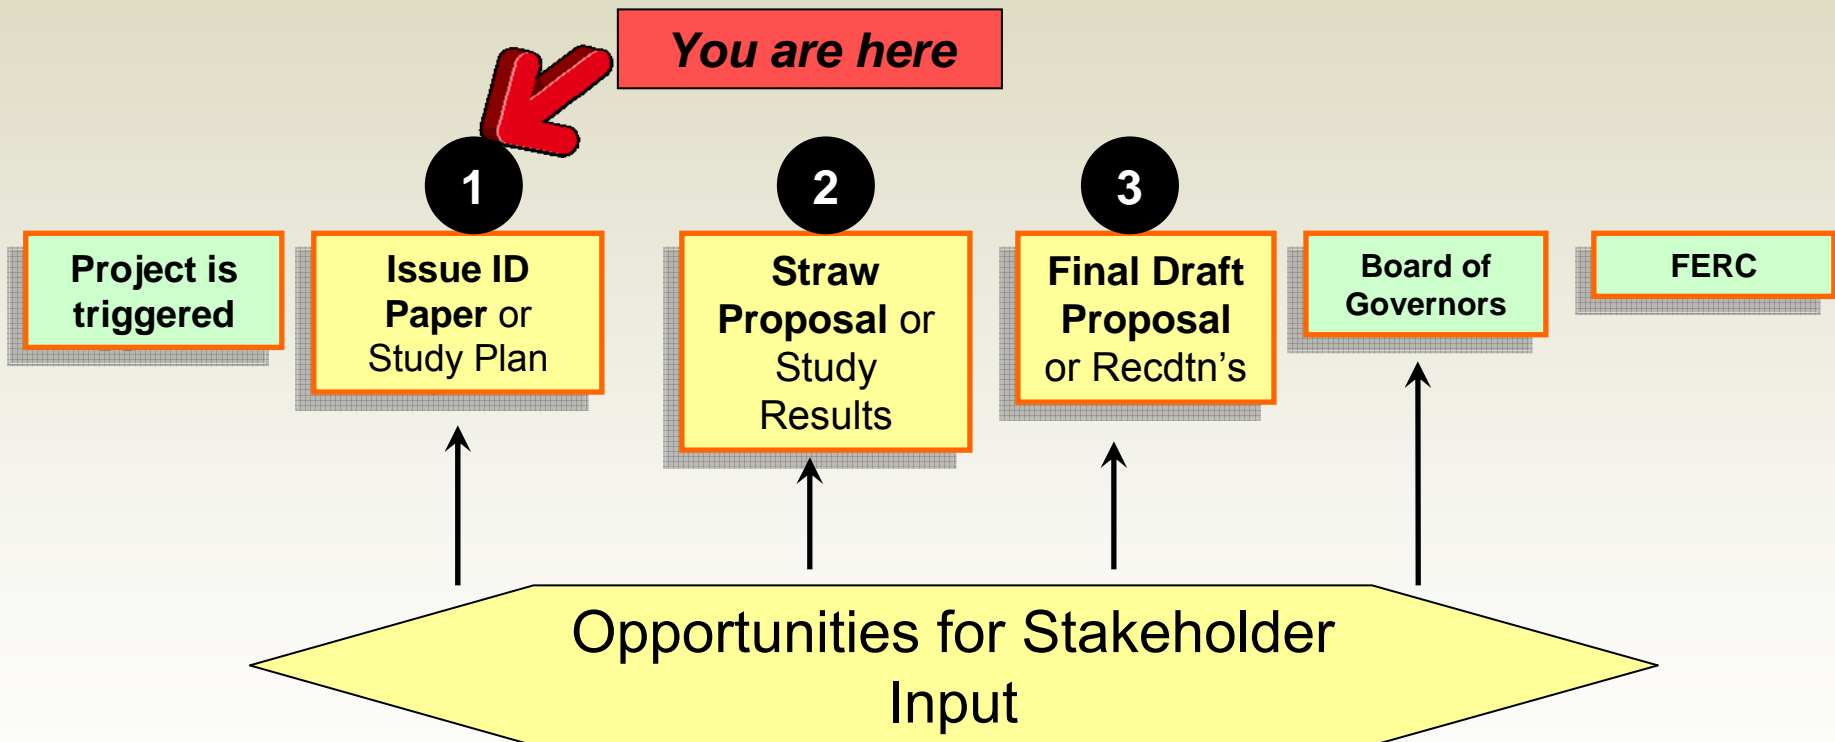 You are here
1
2
3
Project is
triggered
Issue ID
Paper or
Study Plan
Straw
Proposal or
Study
Results
Final Draft
Proposal
or Recdtn’s
Board of
Governors
FERC
Opportunities for Stakeholder
Input